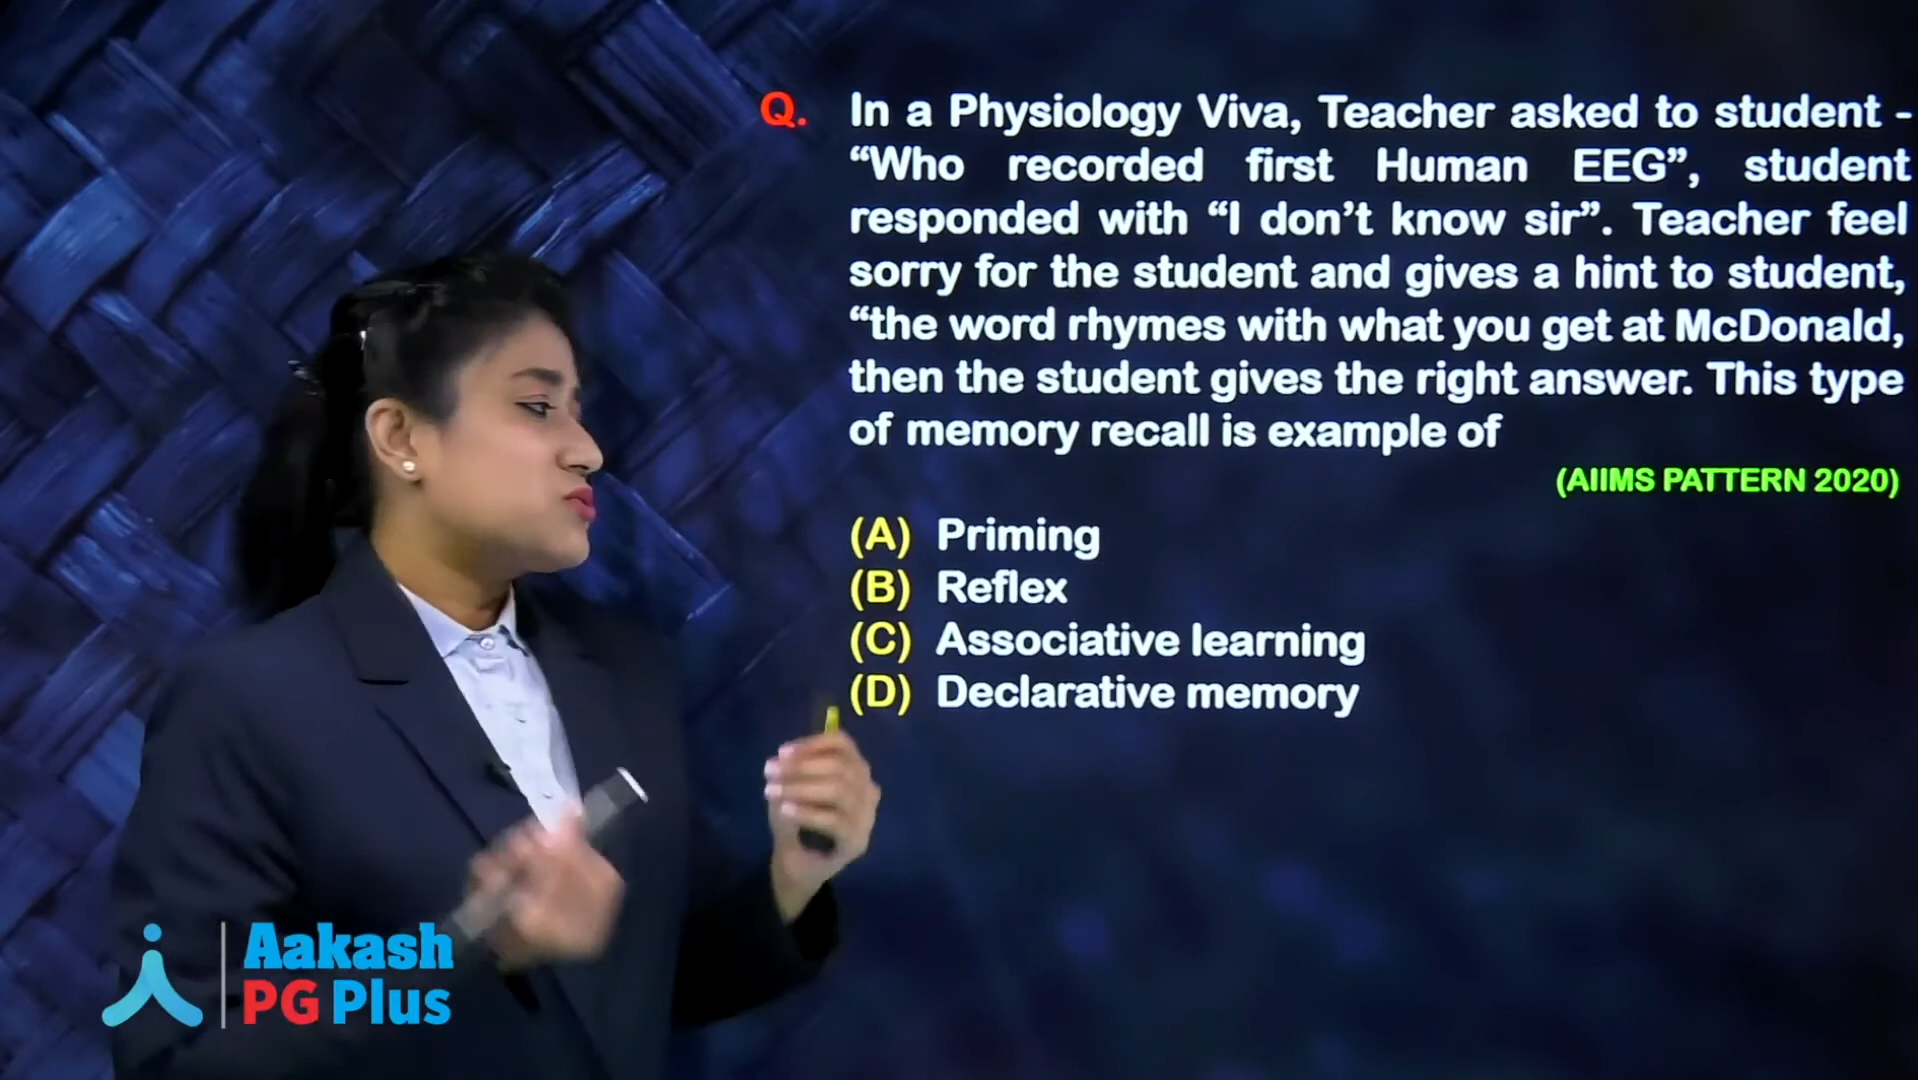 Q. In a Physiology Viva, Teacher asked to student -
“Who recorded first Human EEG”, student
responded with “I don’t know sir”. Teacher feel
sorry for the student and gives a hint to student,
“the word rhymes with what you get at McDonald,
then the student gives the right answer. This type
of memory recall is example of
(AIIMS PATTERN 2020)
(A) Priming
(B) Reflex
(C) Associative learning
(D) Declarative memory
Aakash
PG Plus